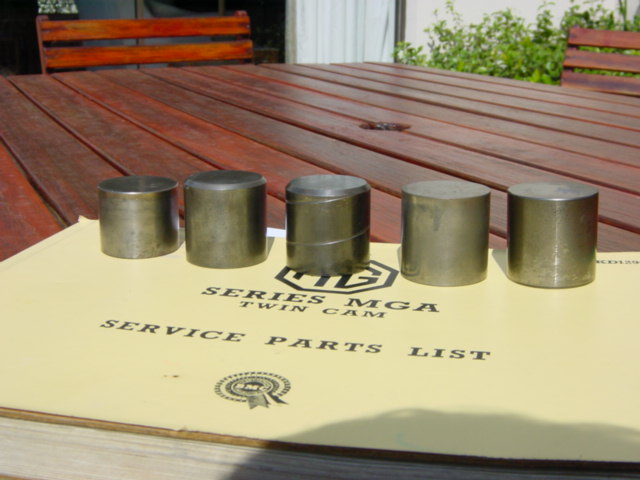 MG
SERIES MGA
TWIN CAM
SERVICE PARTS LIST